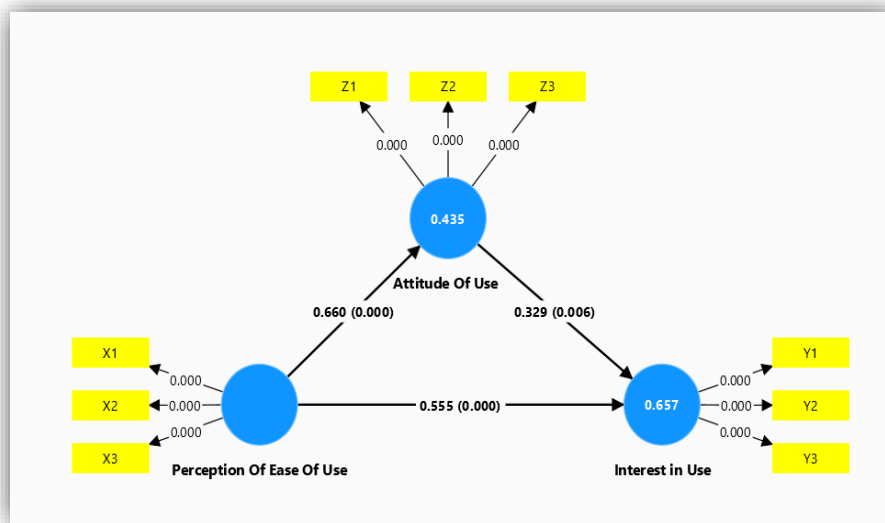 Z1 Z2 Z3
0.000 0.000 0.000
0.435
Attitude Of Use
0.660 (0.000) 0.329 (0.006)
X1 Y1
0.000 0.000
X2 0.000 0.555 (0.000) 0.657 0.000 Y2
0.000 0.000
X3 Y3
Perception Of Ease Of Use Interest in Use